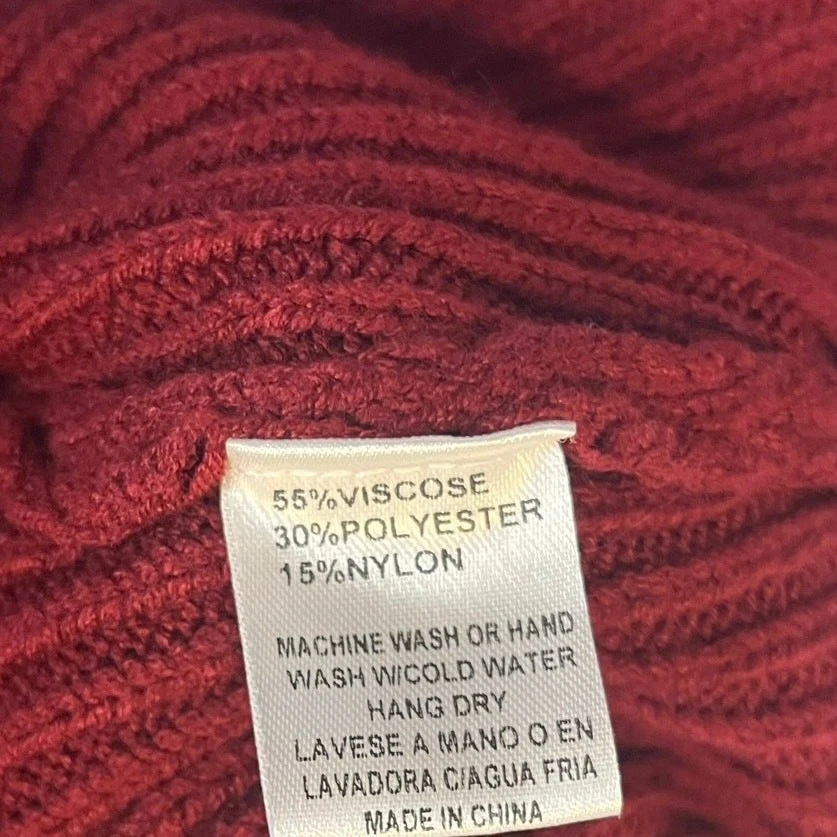 55%VISCOSE
30%POLYESTER
15%NYLON
MACHINE WASH OR HAND
WASH W/COLD WATER
HANG DRY
LAVESE A MANO O EN
LAVADORA C/AGUA FRIA
MADE IN CHINA